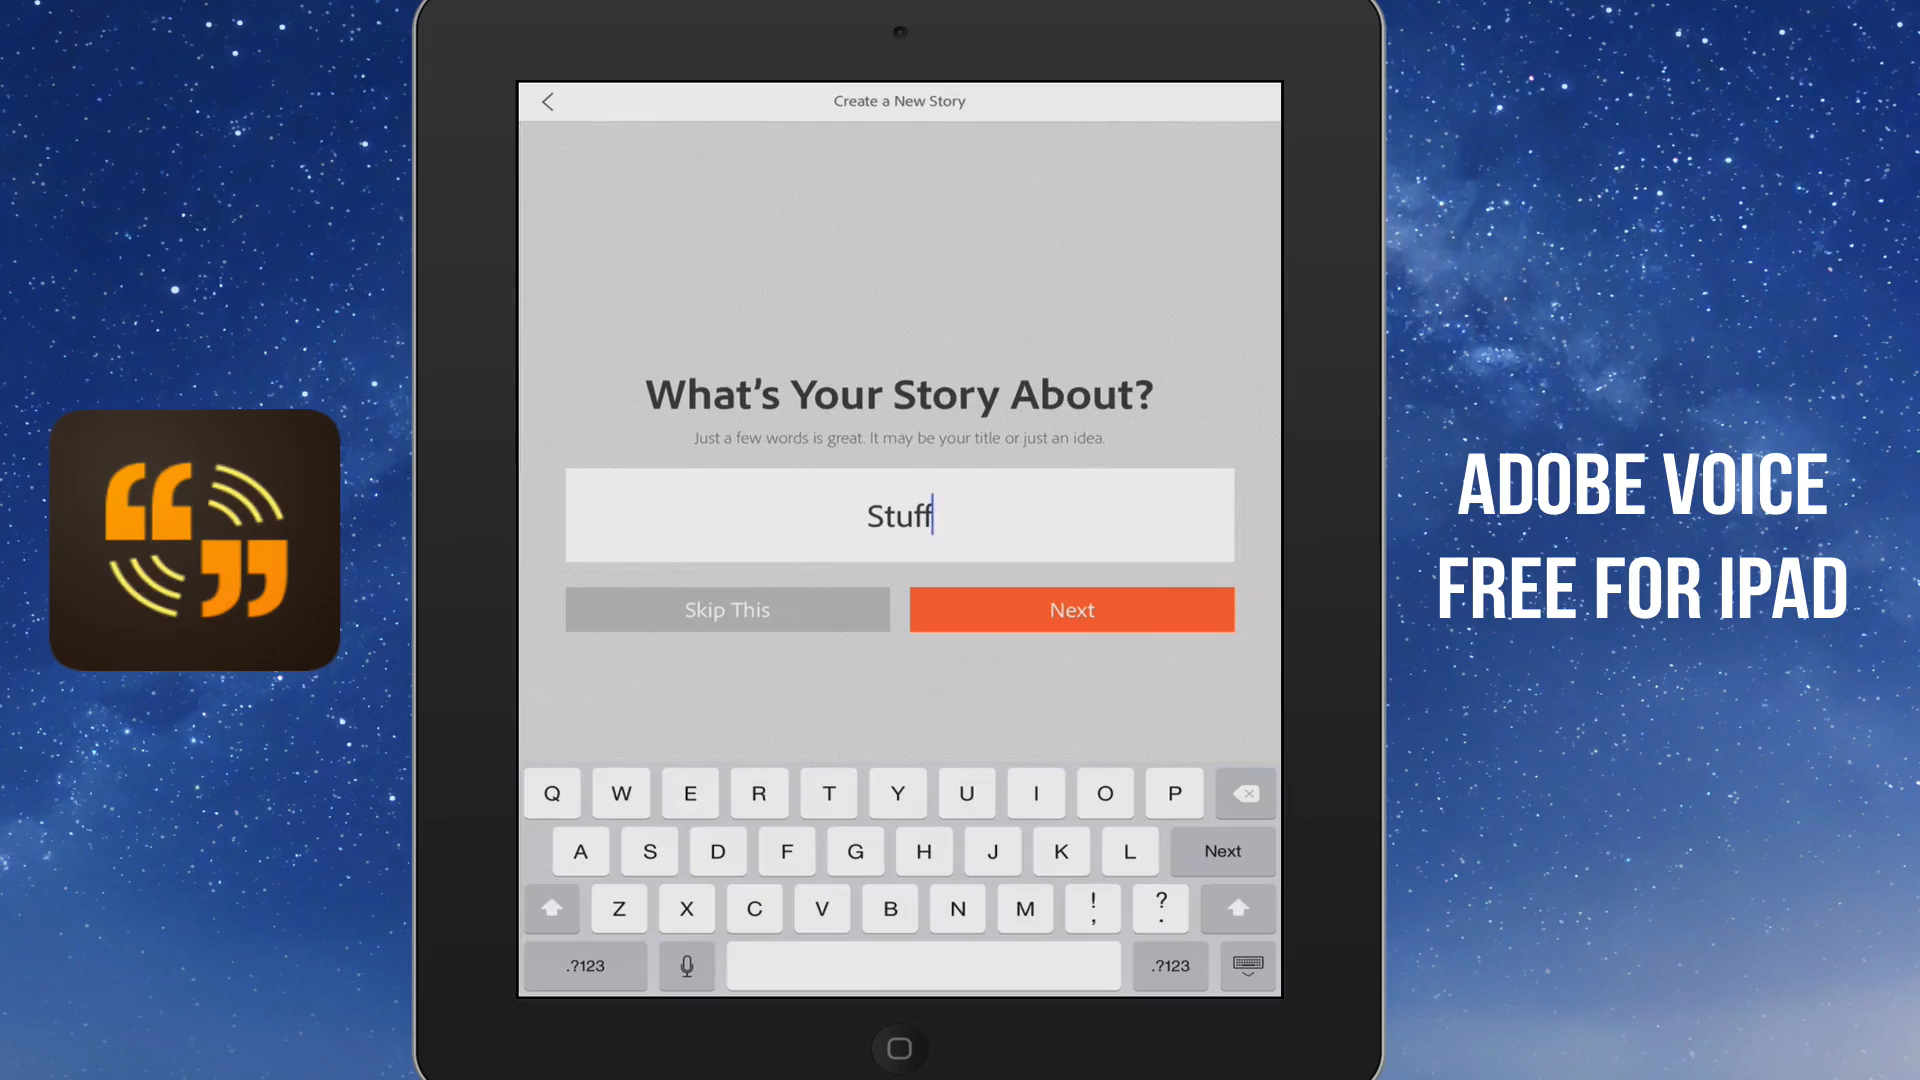 Create a New Story
What's Your Story About?
Just a few words is great. It may be your title or just an idea.
Stuff
Skip This
Next
ADOBE VOICE
FREE FOR IPAD
Q W E R T Y U I O P
A S D F G H J K L Next
Z X C V B N M ! , ? .
.?123 .?123